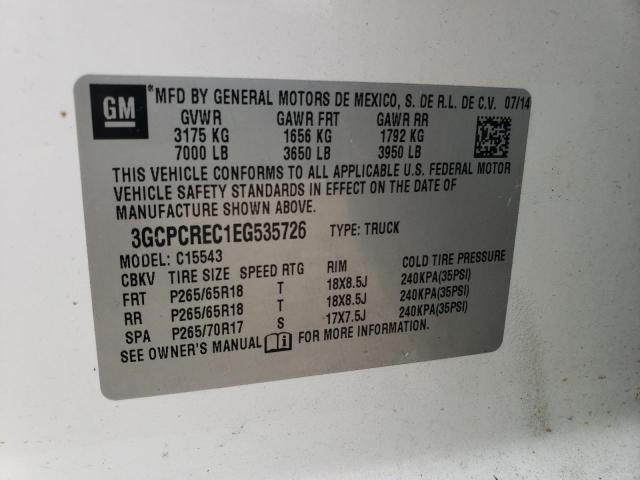 GM
*MFD BY GENERAL MOTORS DE MEXICO, S. DE R.L. DE C.V. 07/14
GVWR GAWR FRT GAWR RR
3175 KG 1656 KG 1792 KG
7000 LB 3650 LB 3950 LB
THIS VEHICLE CONFORMS TO ALL APPLICABLE U.S. FEDERAL MOTOR
VEHICLE SAFETY STANDARDS IN EFFECT ON THE DATE OF
MANUFACTURE SHOWN ABOVE.
3GCPCREC1EG535726 TYPE: TRUCK
MODEL: C15543
CBKV TIRE SIZE SPEED RTG RIM COLD TIRE PRESSURE
FRT P265/65R18 T 18X8.5J 240KPA(35PSI)
RR P265/65R18 T 18X8.5J 240KPA(35PSI)
SPA P265/70R17 S 17X7.5J 240KPA(35PSI)
SEE OWNER'S MANUAL i FOR MORE INFORMATION.